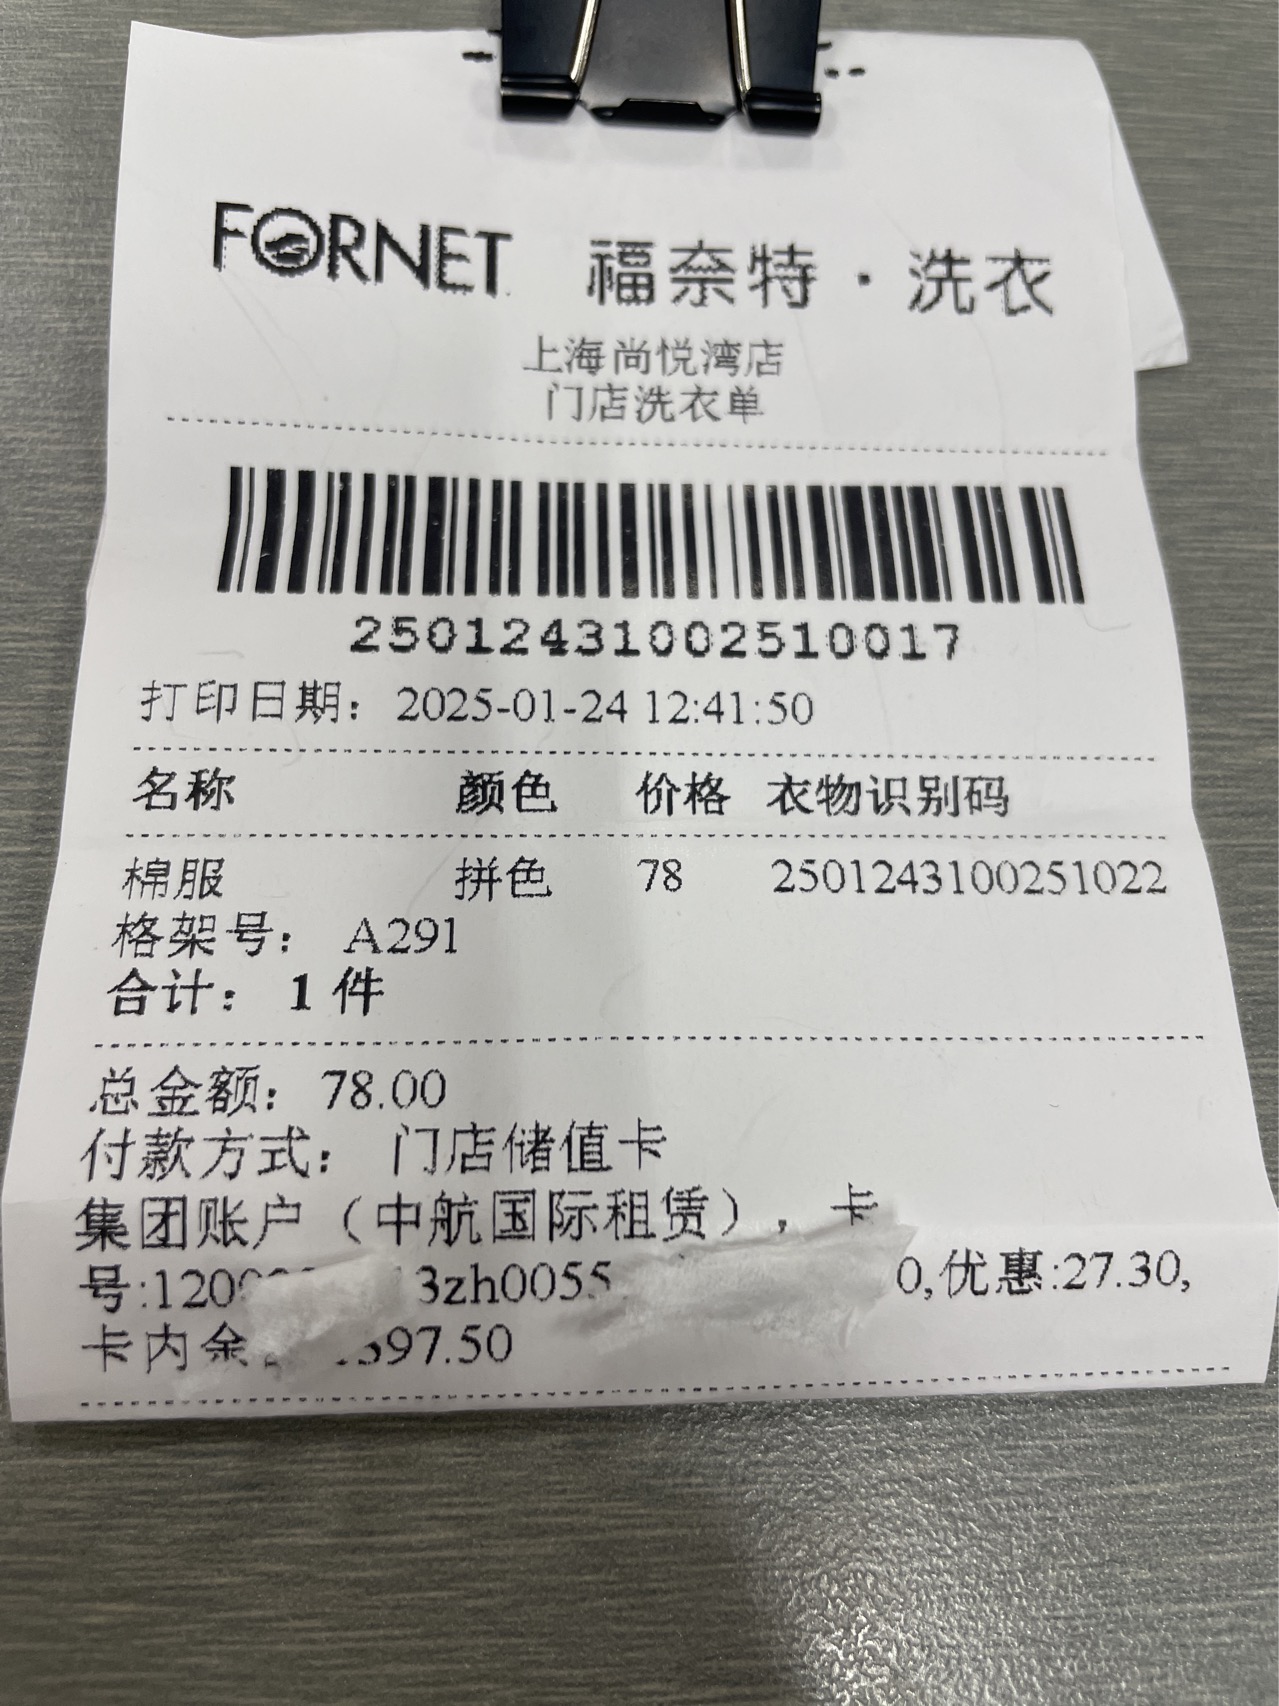 FORNET 福奈特·洗衣
上海尚悦湾店
门店洗衣单
25012431002510017
打印日期： 2025-01-24 12:41:50
名称 颜色 价格 衣物识别码
棉服 拼色 78 2501243100251022
格架号： A291
合计： 1 件
总金额： 78.00
付款方式： 门店储值卡
集团账户（中航国际租赁），卡
号:120 3zh0055 0,优惠:27.30,
卡内余 597.50